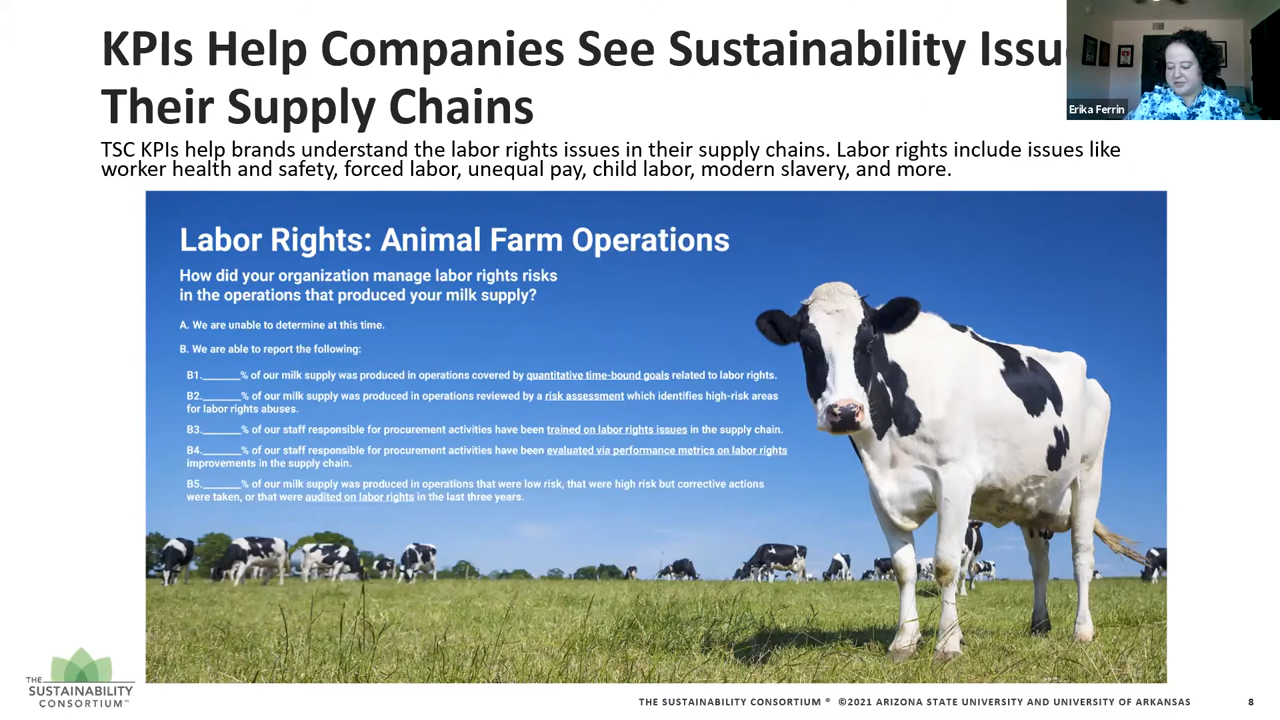 KPIs Help Companies See Sustainability
Their Supply Chains
Erika Ferrin
TSC KPIs help brands understand the labor rights issues in their supply chains. Labor rights include issues like
worker health and safety, forced labor, unequal pay, child labor, modern slavery, and more.
Labor Rights: Animal Farm Operations
How did your organization manage labor rights risks
in the operations that produced your milk supply?
A. We are unable to determine at this time.
B. We are able to report the following:
B1.______% of our milk supply was produced in operations covered by quantitative time-bound goals related to labor rights.
B2.______% of our milk supply was produced in operations reviewed by a risk assessment which identifies high-risk areas
for labor rights abuses.
B3.______% of our staff responsible for procurement activities have been trained on labor rights issues in the supply chain.
B4.______% of our staff responsible for procurement activities have been evaluated via performance metrics on labor rights
improvements in the supply chain.
B5.______% of our milk supply was produced in operations that were low risk, that were high risk but corrective actions
were taken, or that were audited on labor rights in the last three years.
THE
SUSTAINABILITY
CONSORTIUM™
THE SUSTAINABILITY CONSORTIUM ® ©2021 ARIZONA STATE UNIVERSITY AND UNIVERSITY OF ARKANSAS
8